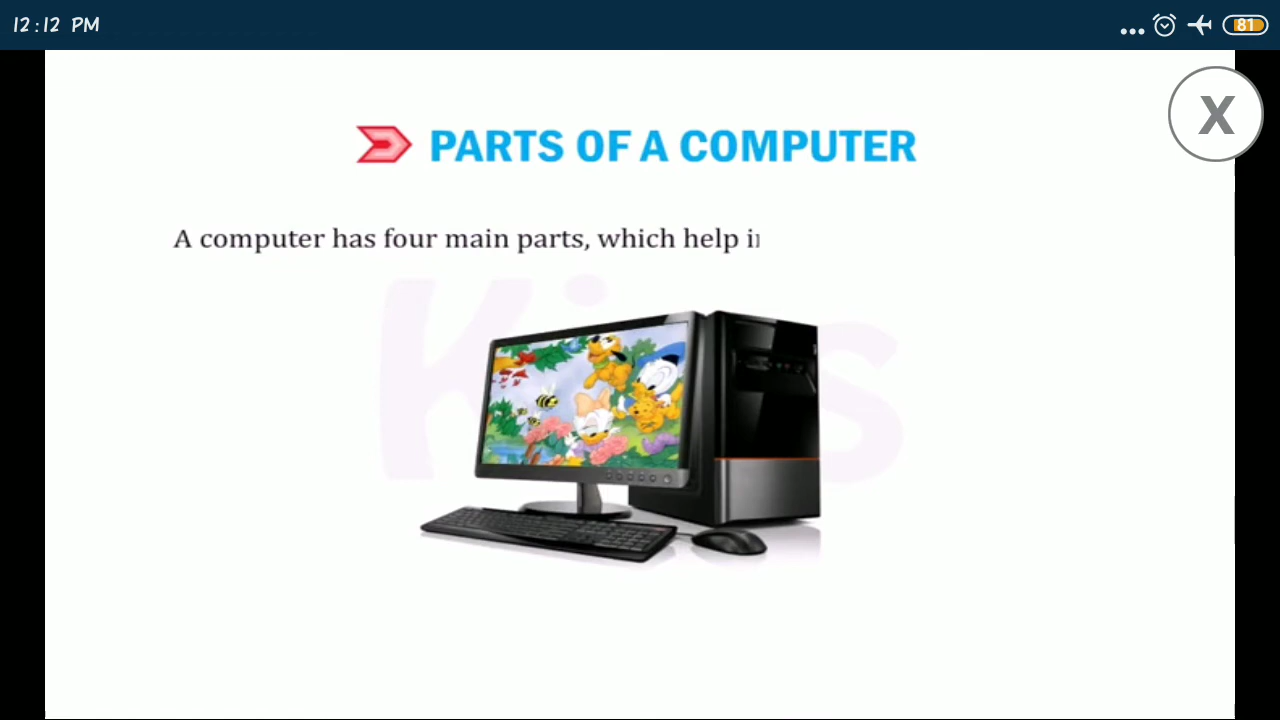 12:12 PM
81
X
PARTS OF A COMPUTER
A computer has four main parts, which help